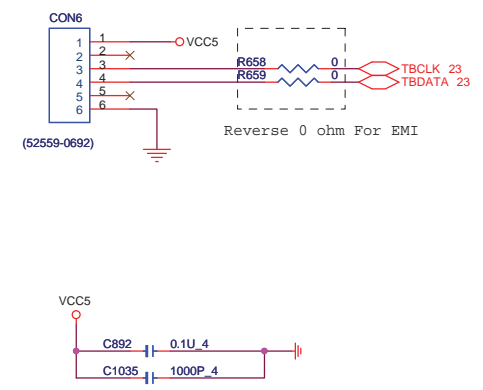 CON6
1 1 VCC5
2 2
3 3 R658 0 TBCLK 23
4 4 R659 0 TBDATA 23
5 5
6 6
Reverse 0 ohm For EMI
(52559-0692)
VCC5
C892 0.1U_4
C1035 1000P_4